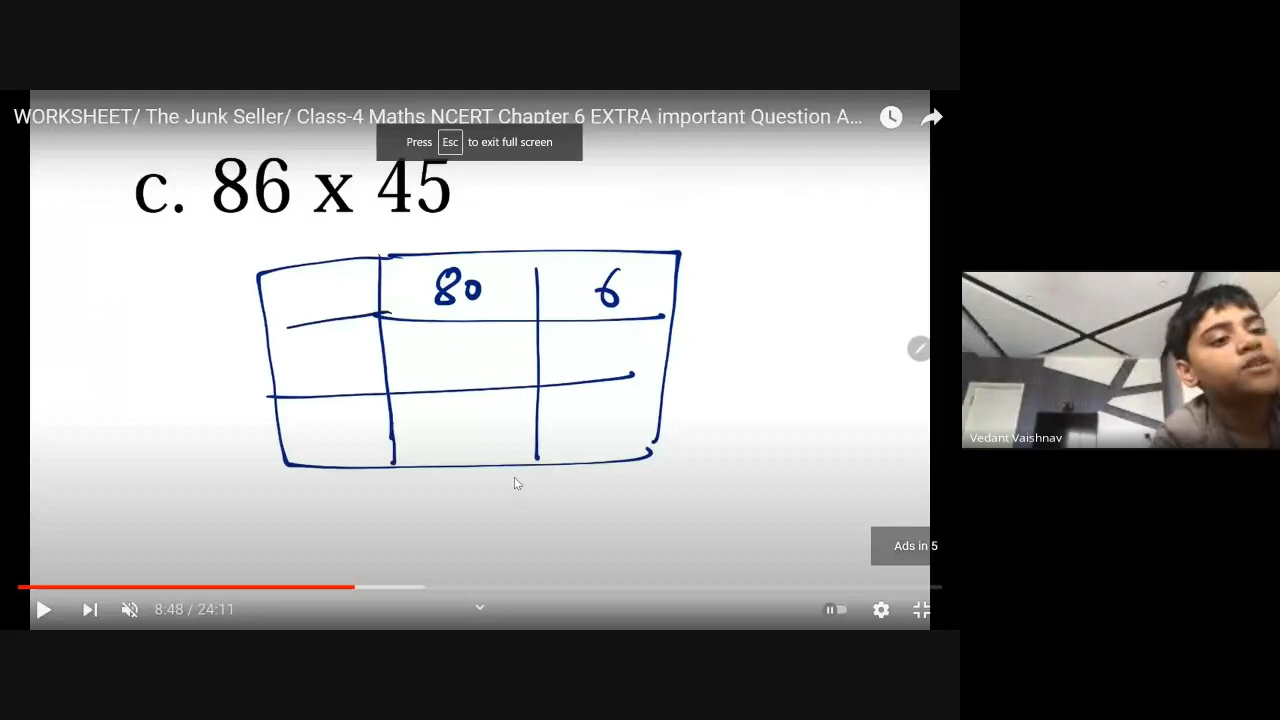 WORKSHEET/ The Junk Seller/ Class-4 Maths NCERT Chapter 6 EXTRA important Question A...
Press Esc to exit full screen
c. 86 x 45
80 6
Vedant Vaishnav
Ads in 5
8:48 / 24:11